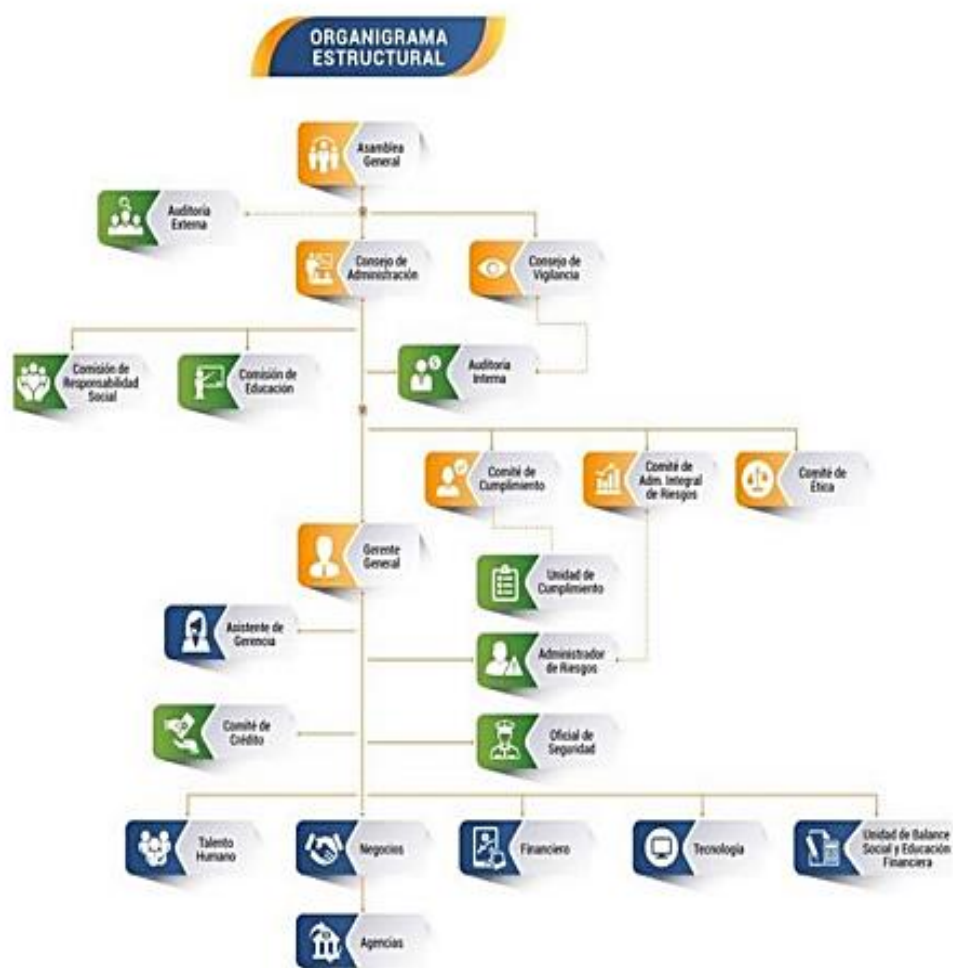 ORGANIGRAMA
ESTRUCTURAL
Asamblea
General
Auditoria
Externa
Consejo de
Administración
Consejo de
Vigilancia
Comisión de
Responsabilidad
Social
Comisión de
Educación
Auditoria
Interna
Comité de
Cumplimiento
Comité de
Adm. Integral
de Riesgos
Comité de
Ética
Gerente
General
Unidad de
Cumplimiento
Asistente de
Gerencia
Administrador
de Riesgos
Comité de
Crédito
Oficial de
Seguridad
Talento
Humano
Negocios
Financiero
Tecnología
Unidad de Balance
Social y Educación
Financiera
Agencias